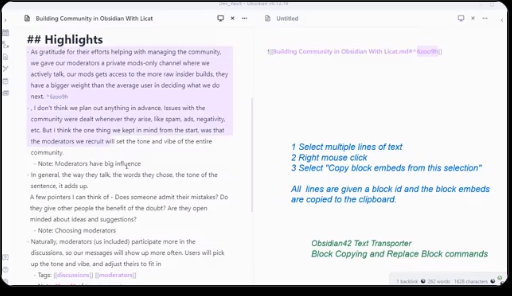 Building Community in Obsidian With Licat
Untitled
## Highlights
- As gratitude for their efforts helping with managing the community,
we gave our moderators a private mods-only channel where we
actively talk, our mods gets access to the more raw insider builds, they
have a bigger weight than the average user in deciding what we do
next.
- , I don't think we plan out anything in advance. Issues with the
community were dealt whenever they arise, like spam, ads, negativity,
etc. But I think the one thing we kept in mind from the start, was that
the moderators we recruit will set the tone and vibe of the entire
community.
- Note: Moderators have big influence
- In general, the way they talk, the words they chose, the tone of the
sentence, it adds up.
A few pointers I can think of - Does someone admit their mistakes? Do
they give other people the benefit of doubt? Are they open
minded about ideas and suggestions?
- Note: Choosing moderators
- Naturally, moderators (us included) participate more in the
discussions, so our messages will show up more often. Users will pick
up the tone and vibe, and adjust theirs to fit in
- Tags: [[discussions]] [[moderators]]
![[Building Community in Obsidian With Licat.md#^
1 Select multiple lines of text
2 Right mouse click
3 Select "Copy block embeds from this selection"
All lines are given a block id and the block embeds
are copied to the clipboard.
Obsidian42 Text Transporter
Block Copying and Replace Block commands
1 backlink
282 words
1628 characters